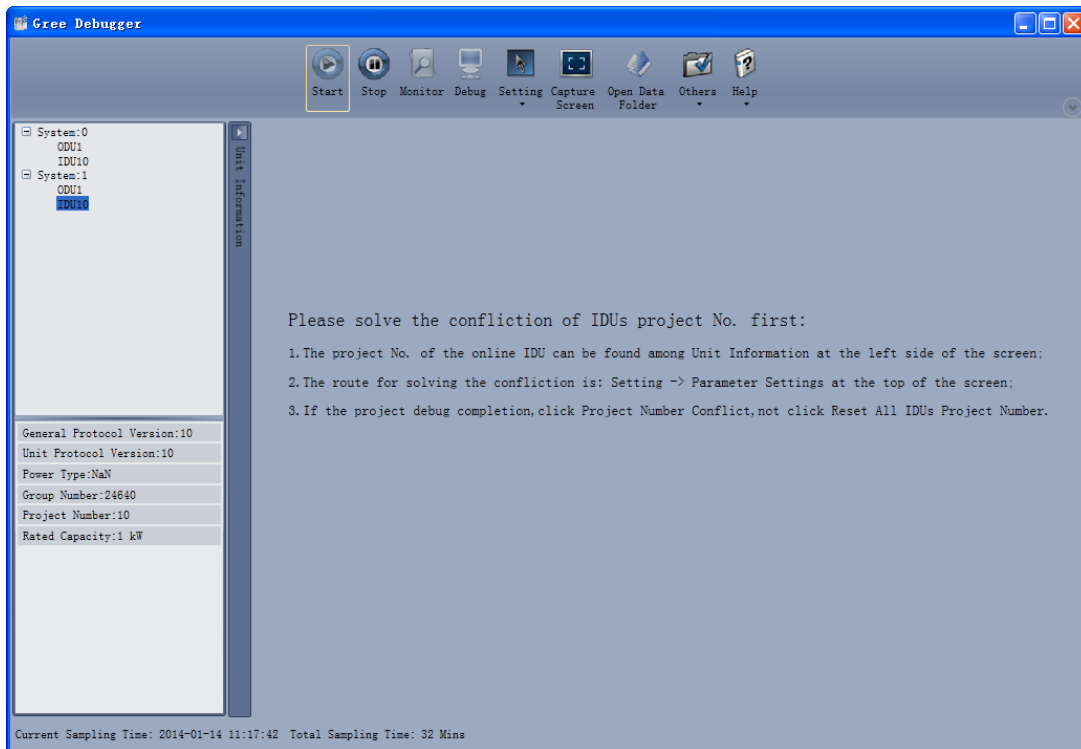 Gree Debugger
Start Stop Monitor Debug Setting Capture Screen Open Data Folder Others Help
System:0
ODU1
IDU10
System:1
ODU1
IDU10
Unit Information
Please solve the confliction of IDUs project No. first:
1.The project No. of the online IDU can be found among Unit Information at the left side of the screen;
2.The route for solving the confliction is: Setting -> Parameter Settings at the top of the screen;
3.If the project debug completion,click Project Number Conflict,not click Reset All IDUs Project Number.
General Protocol Version:10
Unit Protocol Version:10
Power Type:NaN
Group Number:24640
Project Number:10
Rated Capacity:1 kW
Current Sampling Time: 2014-01-14 11:17:42 Total Sampling Time: 32 Mins